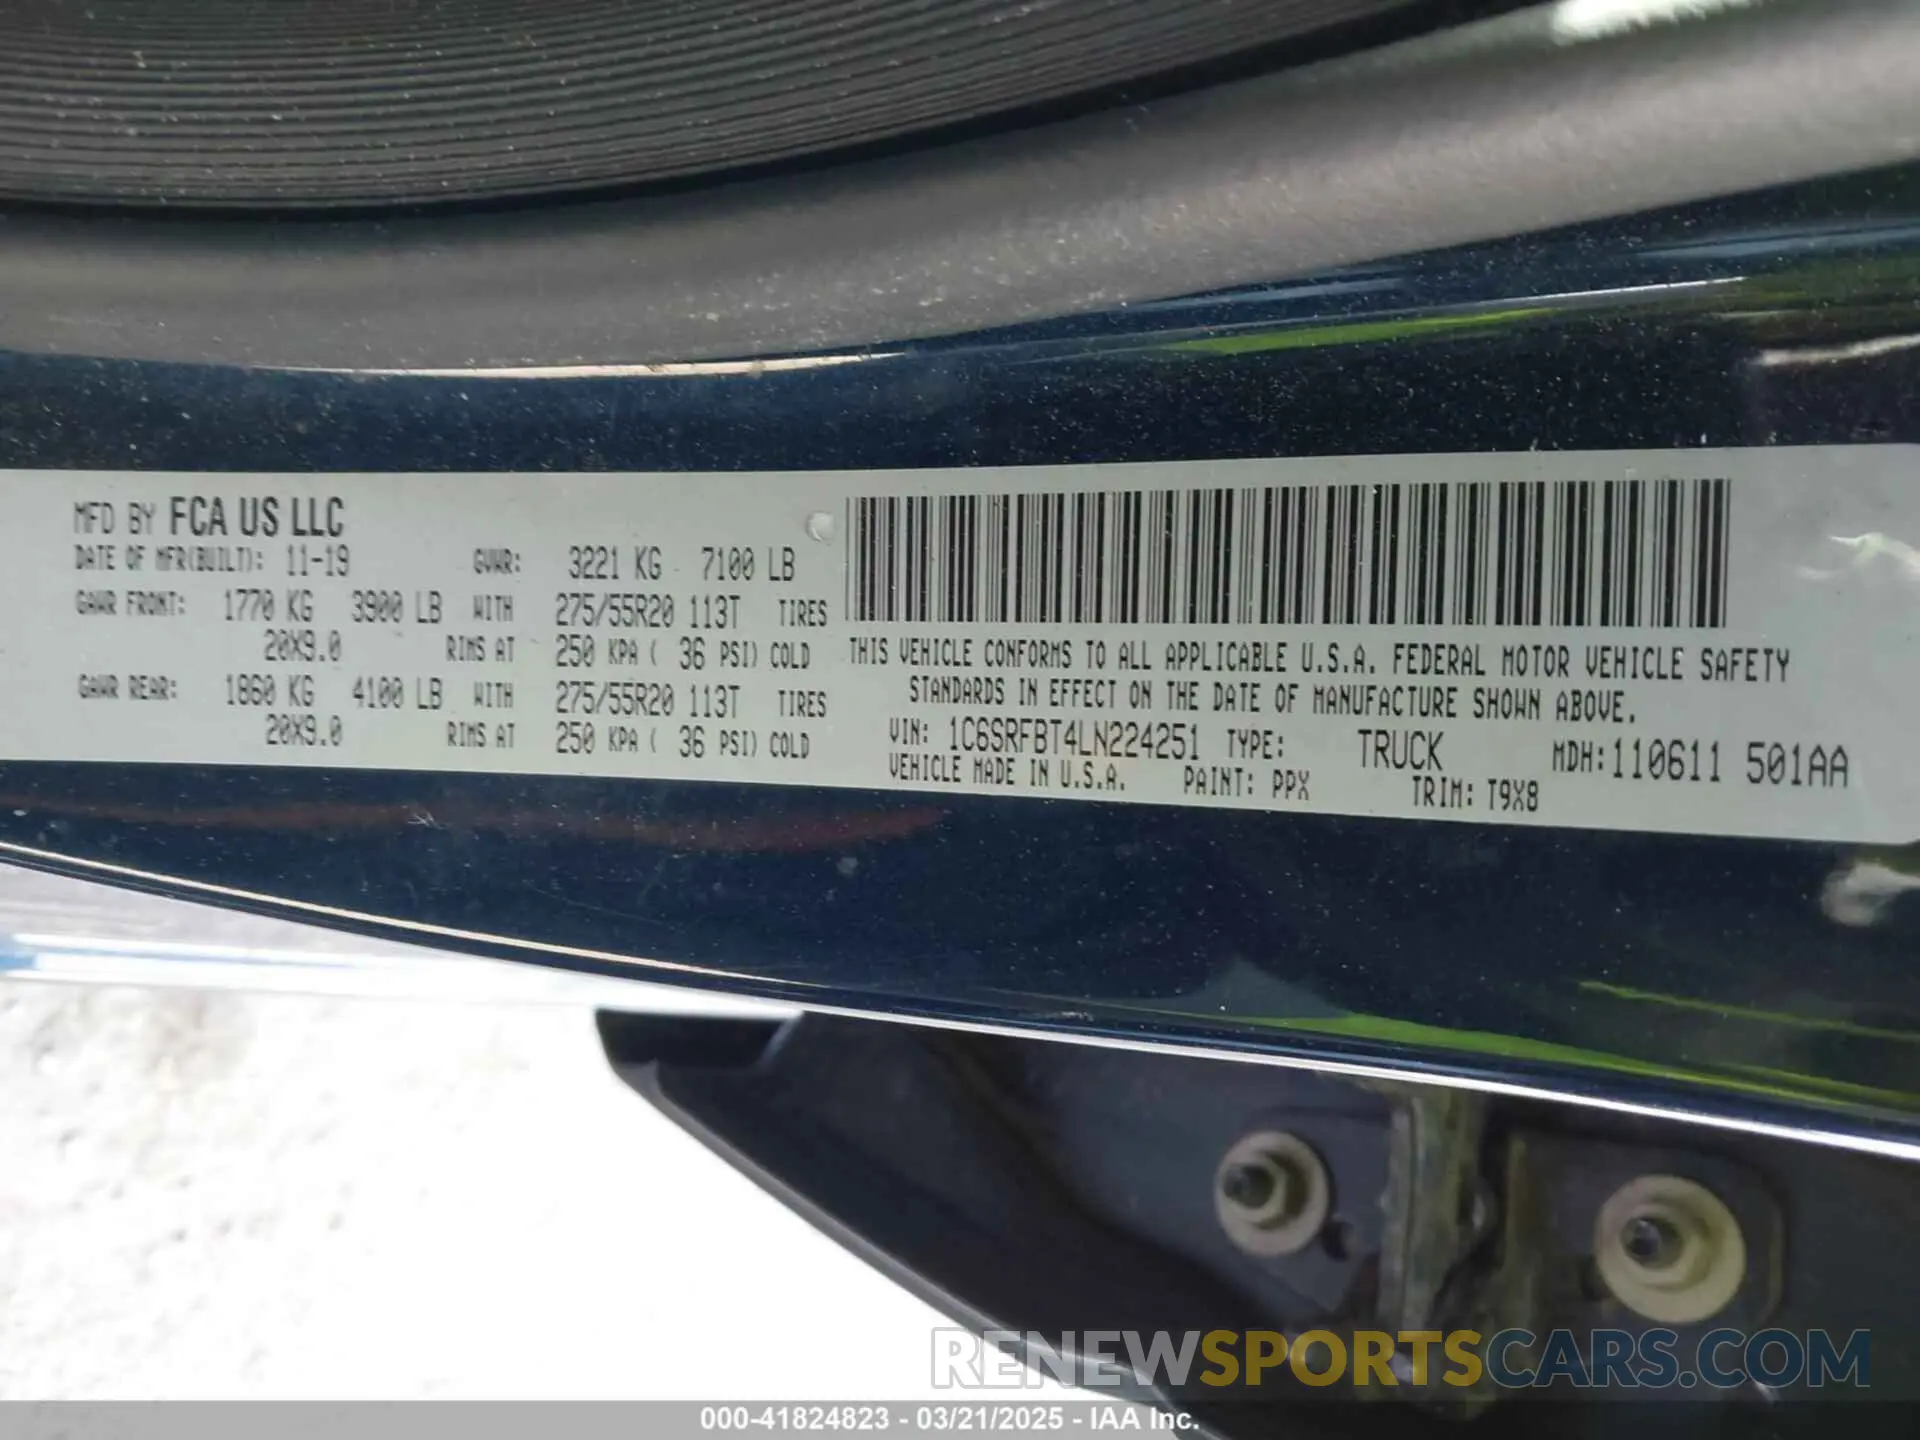 MFD BY FCA US LLC
DATE OF MFR(BUILT): 11-19 GVWR: 3221 KG 7100 LB
GAWR FRONT: 1770 KG 3900 LB WITH 275/55R20 113T TIRES
20X9.0 RIMS AT 250 KPA ( 36 PSI) COLD
GAWR REAR: 1860 KG 4100 LB WITH 275/55R20 113T TIRES
20X9.0 RIMS AT 250 KPA ( 36 PSI) COLD
THIS VEHICLE CONFORMS TO ALL APPLICABLE U.S.A. FEDERAL MOTOR VEHICLE SAFETY
STANDARDS IN EFFECT ON THE DATE OF MANUFACTURE SHOWN ABOVE.
VIN: 1C6SRFBT4LN224251 TYPE: TRUCK MDH:110611 501AA
VEHICLE MADE IN U.S.A. PAINT: PPX TRIM: T9X8
RENEWSPORTSCARS.COM
000-41824823 - 03/21/2025 - IAA Inc.